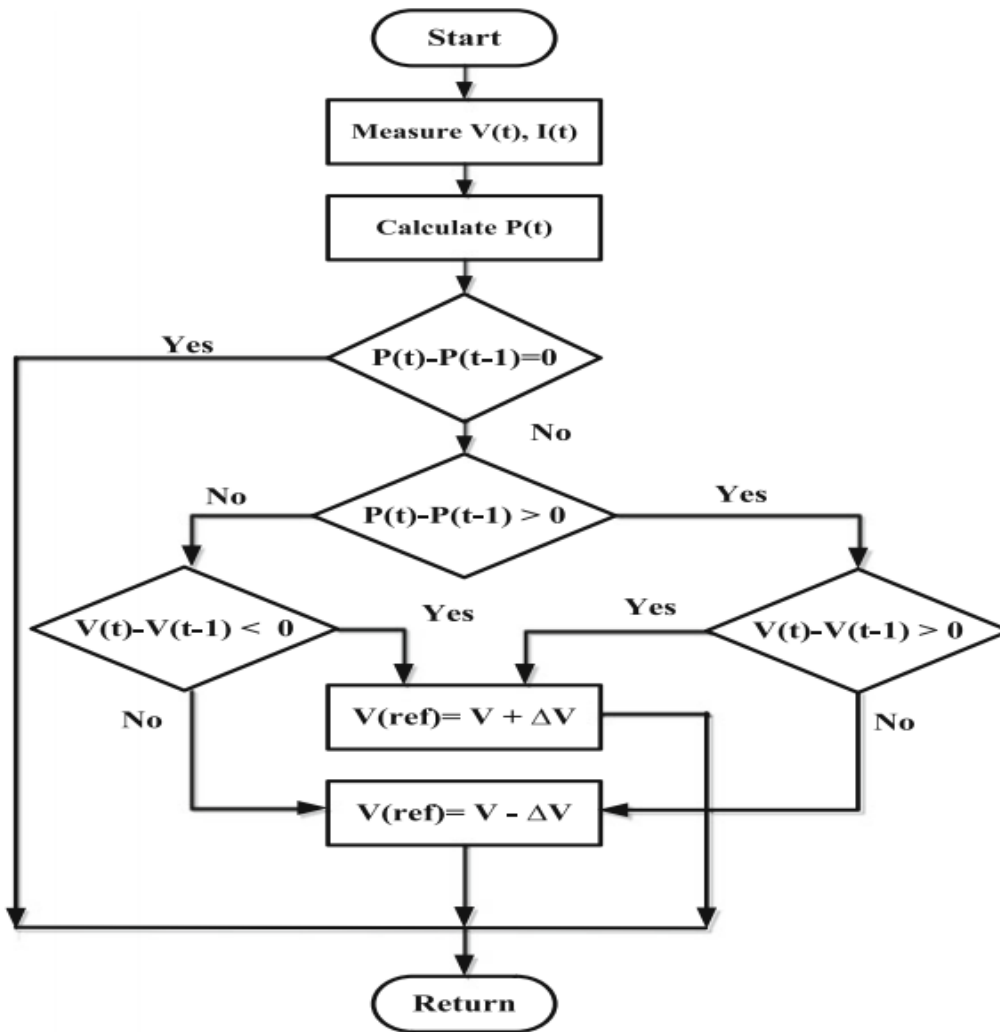 Start
Measure V(t), I(t)
Calculate P(t)
Yes
P(t)-P(t-1)=0
No
No
P(t)-P(t-1) > 0
Yes
V(t)-V(t-1) < 0
Yes
Yes
V(t)-V(t-1) > 0
No
V(ref)= V + ΔV
No
V(ref)= V - ΔV
Return